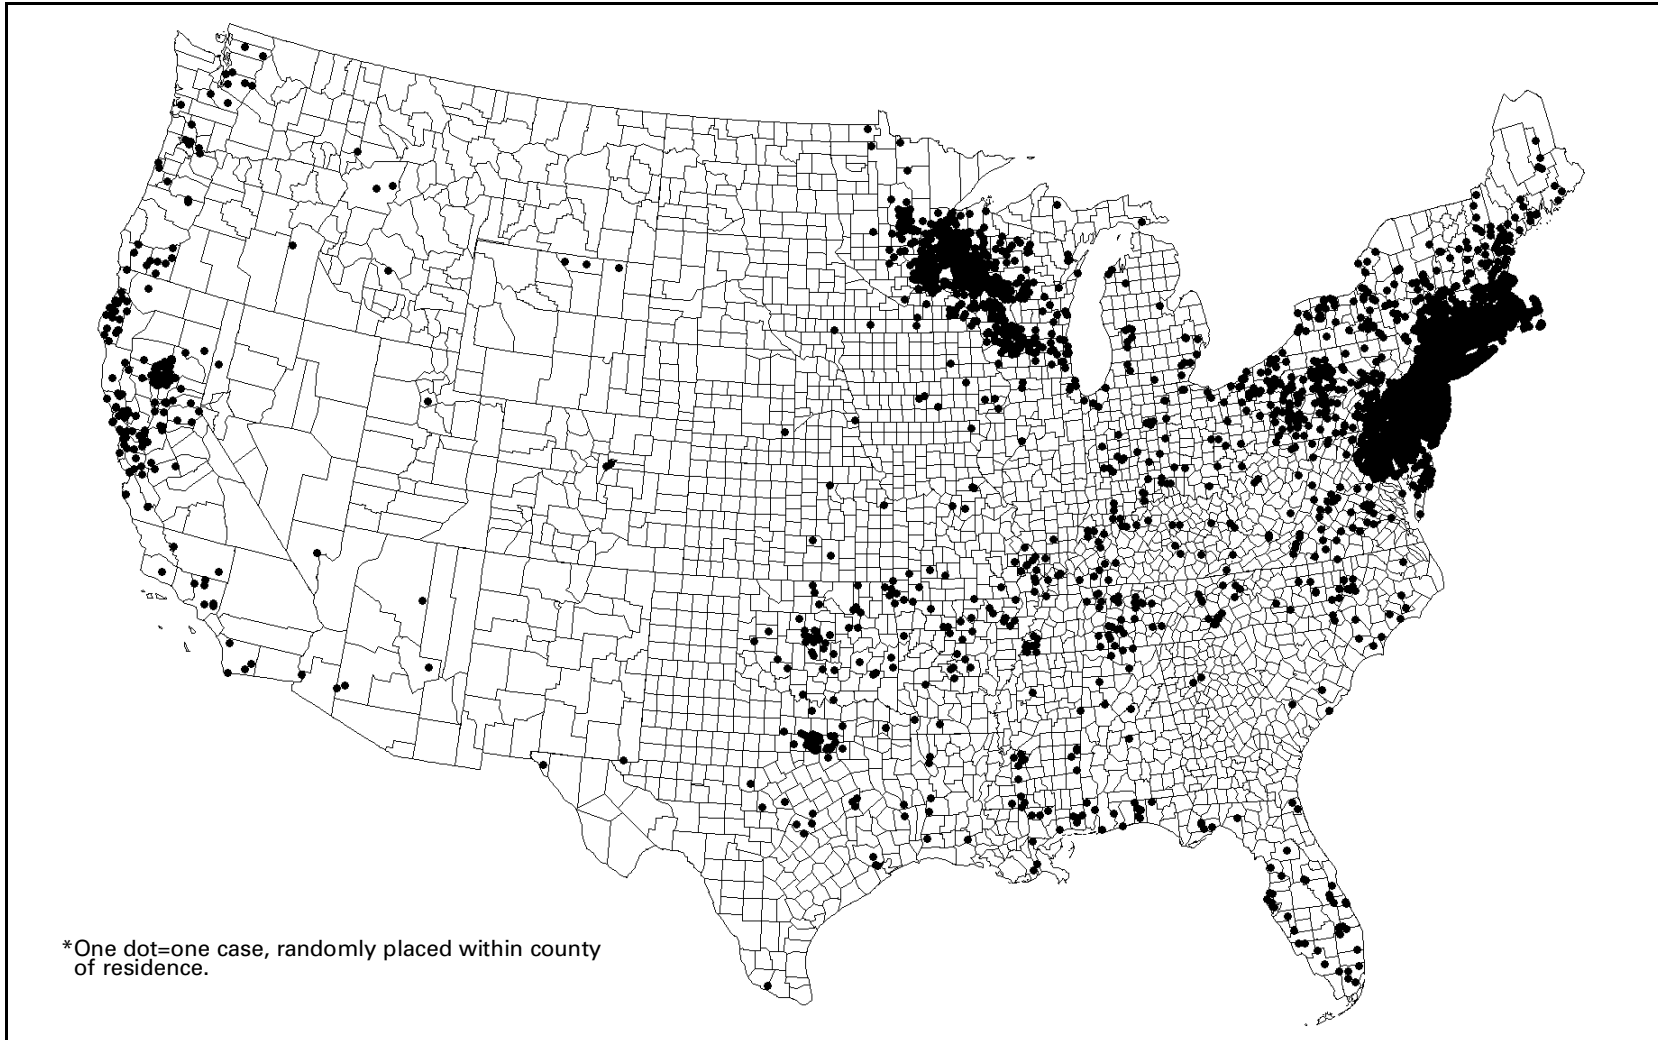 *One dot=one case, randomly placed within county
of residence.